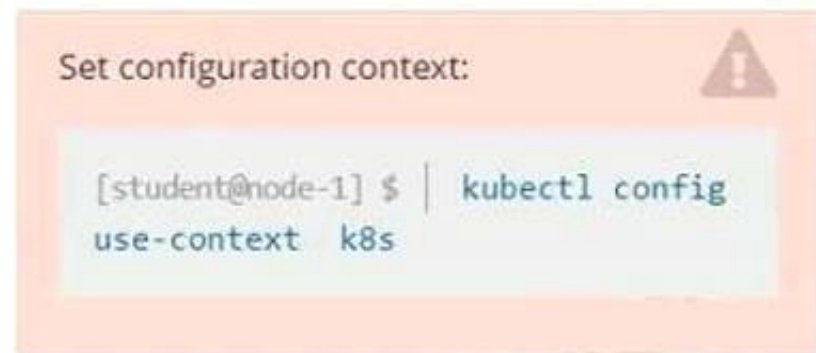 Set configuration context:
[student@node-1] $ | kubectl config
use-context k8s